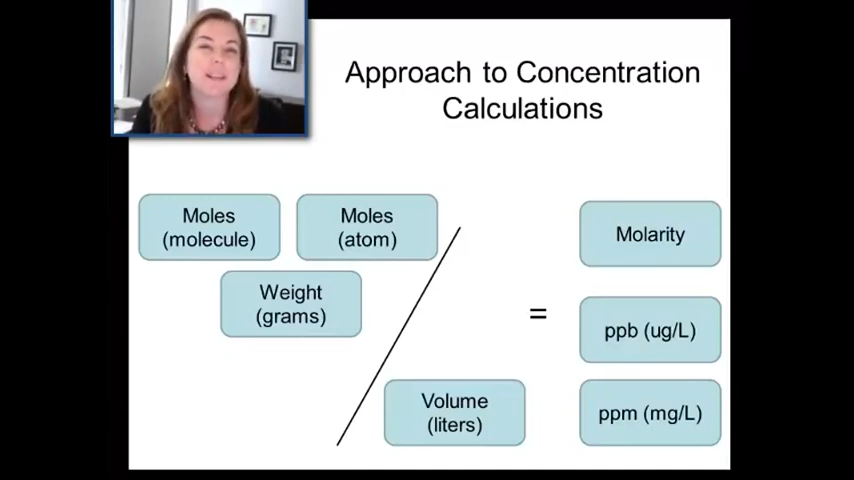 Approach to Concentration
Calculations
Moles
(molecule)
Moles
(atom)
Weight
(grams)
Volume
(liters)
=
Molarity
ppb (ug/L)
ppm (mg/L)